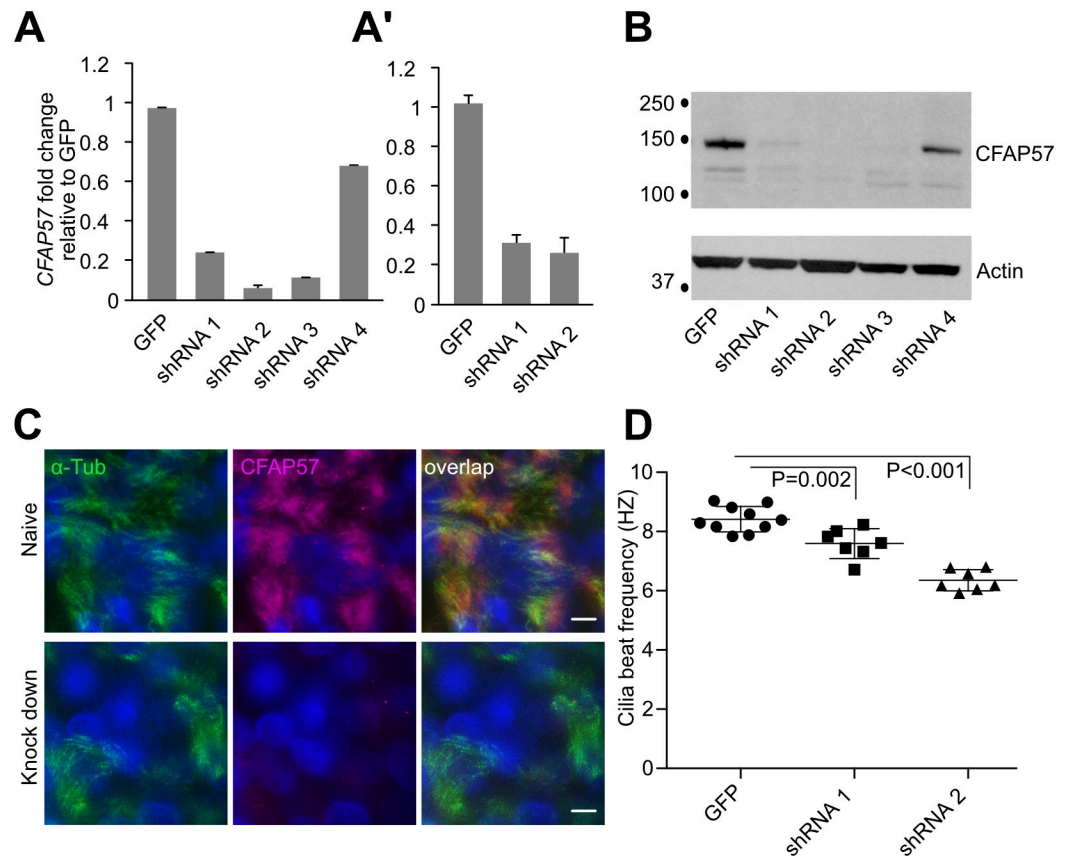 A
CFAP57 fold change
relative to GFP
1.2
1
0.8
0.6
0.4
0.2
0
GFP
shRNA 1
shRNA 2
shRNA 3
shRNA 4
A'
1.2
1
0.8
0.6
0.4
0.2
0
GFP
shRNA 1
shRNA 2
B
250
150
100
CFAP57
37
Actin
GFP
shRNA 1
shRNA 2
shRNA 3
shRNA 4
C
Naive
α-Tub
CFAP57
overlap
Knock down
D
Cilia beat frequency (HZ)
10
8
6
4
2
0
P=0.002
P<0.001
GFP
shRNA 1
shRNA 2